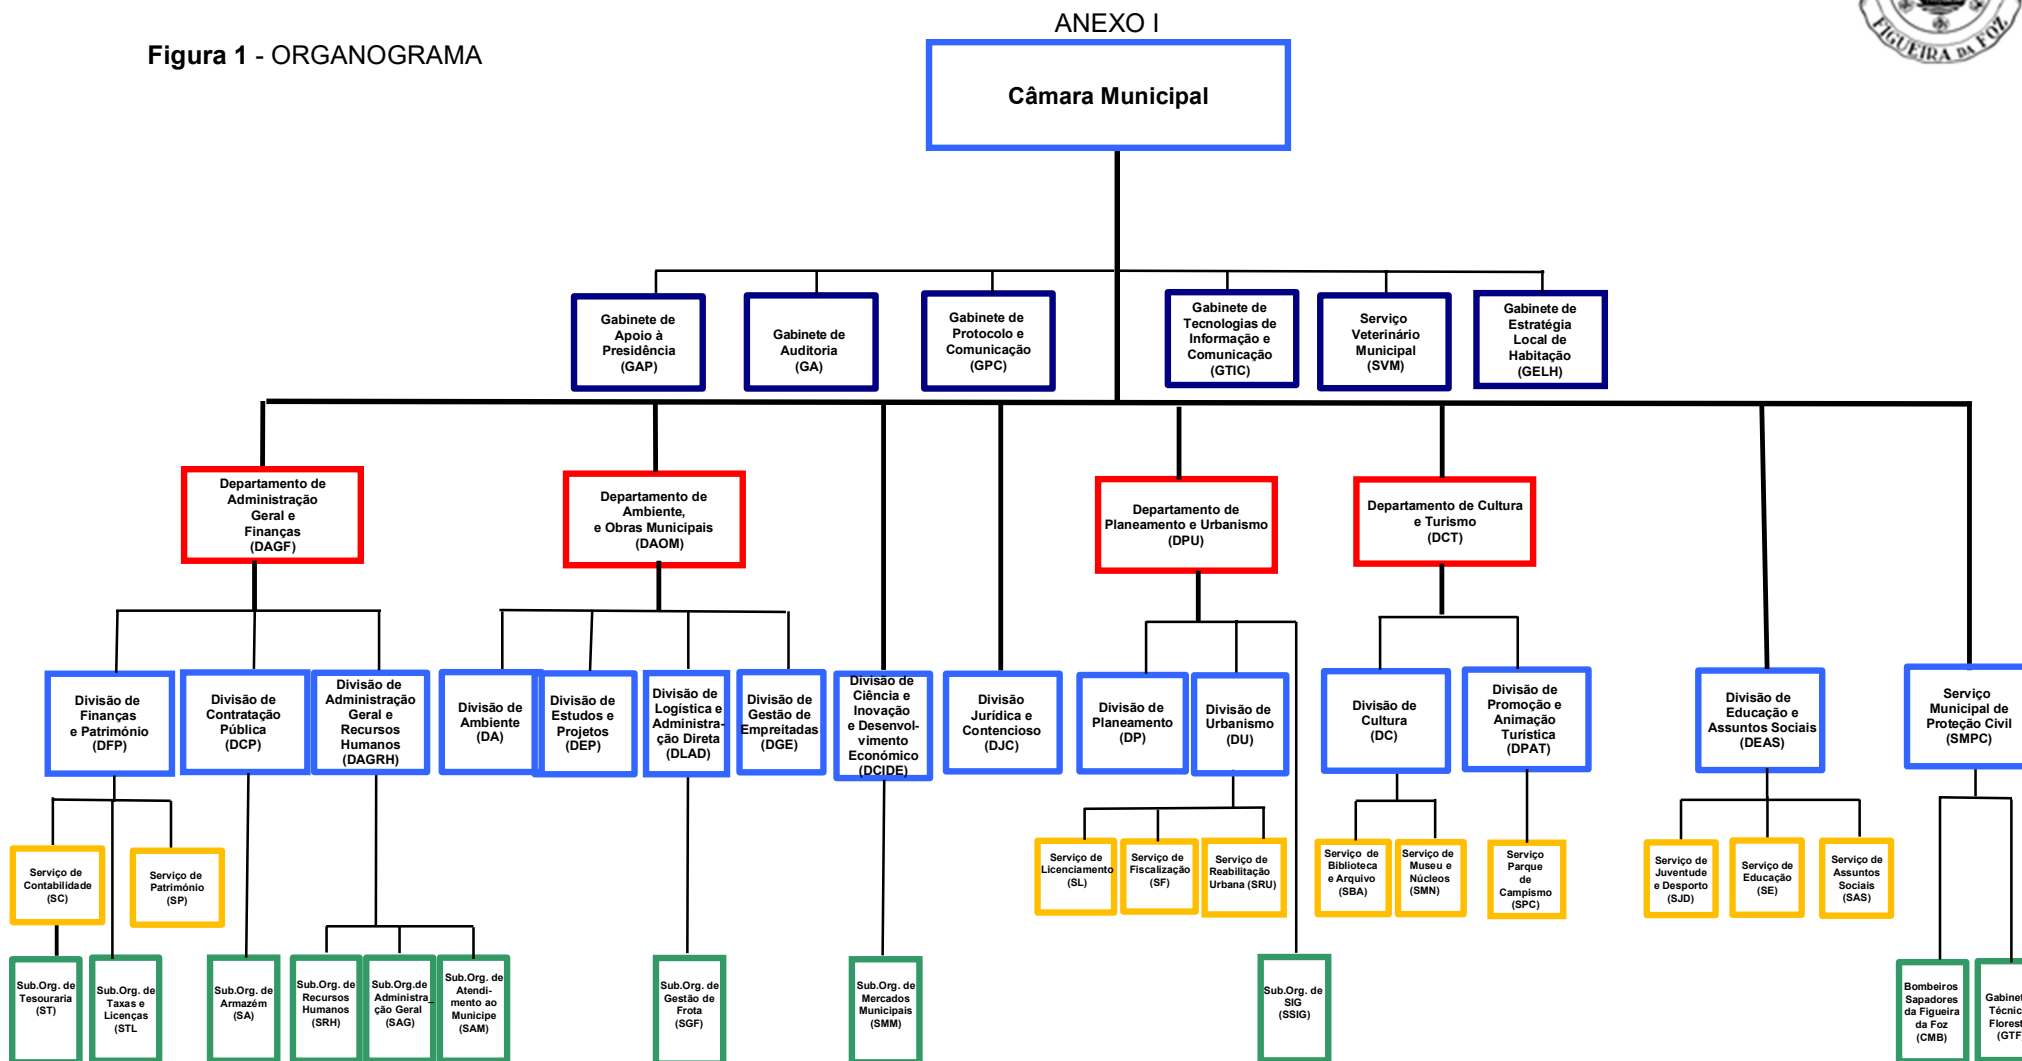 ANEXO I
Figura 1 - ORGANOGRAMA
FIGUEIRA DA FOZ
Câmara Municipal
Gabinete de
Apoio à
Presidência
(GAP)
Gabinete de
Auditoria
(GA)
Gabinete de
Protocolo e
Comunicação
(GPC)
Gabinete de
Tecnologias de
Informação e
Comunicação
(GTIC)
Serviço
Veterinário
Municipal
(SVM)
Gabinete de
Estratégia
Local de
Habitação
(GELH)
Departamento de
Administração
Geral e
Finanças
(DAGF)
Departamento de
Ambiente,
e Obras Municipais
(DAOM)
Departamento de
Planeamento e Urbanismo
(DPU)
Departamento de Cultura
e Turismo
(DCT)
Divisão de
Finanças
e Património
(DFP)
Divisão de
Contratação
Pública
(DCP)
Divisão de
Administração
Geral e
Recursos
Humanos
(DAGRH)
Divisão de
Ambiente
(DA)
Divisão de
Estudos e
Projetos
(DEP)
Divisão de
Logística e
Administra-
ção Direta
(DLAD)
Divisão de
Gestão de
Empreitadas
(DGE)
Divisão de
Ciência e
Inovação
e Desenvol-
vimento
Económico
(DCIDE)
Divisão
Jurídica e
Contencioso
(DJC)
Divisão de
Planeamento
(DP)
Divisão de
Urbanismo
(DU)
Divisão de
Cultura
(DC)
Divisão de
Promoção e
Animação
Turística
(DPAT)
Divisão de
Educação e
Assuntos Sociais
(DEAS)
Serviço
Municipal de
Proteção Civil
(SMPC)
Serviço de
Contabilidade
(SC)
Serviço de
Património
(SP)
Serviço de
Licenciamento
(SL)
Serviço de
Fiscalização
(SF)
Serviço de
Reabilitação
Urbana (SRU)
Serviço de
Biblioteca
e Arquivo
(SBA)
Serviço de
Museu e
Núcleos
(SMN)
Serviço
Parque
de
Campismo
(SPC)
Serviço de
Juventude
e Desporto
(SJD)
Serviço de
Educação
(SE)
Serviço de
Assuntos
Sociais
(SAS)
Sub.Org. de
Tesouraria
(ST)
Sub.Org. de
Taxas e
Licenças
(STL
Sub.Org. de
Armazém
(SA)
Sub.Org. de
Recursos
Humanos
(SRH)
Sub.Org.de
Administra_
ção Geral
(SAG)
Sub.Org. de
Atendi-
mento ao
Munícipe
(SAM)
Sub.Org. de
Gestão de
Frota
(SGF)
Sub.Org. de
Mercados
Municipais
(SMM)
Sub.Org. de
SIG
(SSIG)
Bombeiros
Sapadores
da Figueira
da Foz
(CMB)
Gabinet
Técnic
Florest
(GTF